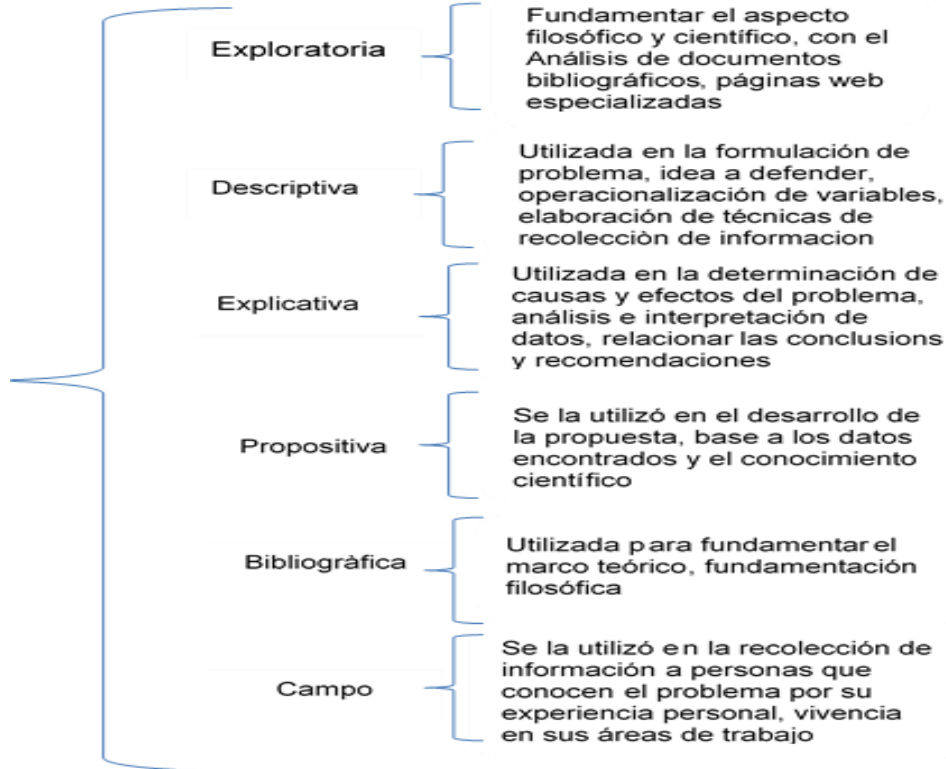 Exploratoria
Fundamentar el aspecto
filosófico y científico, con el
Análisis de documentos
bibliográficos, páginas web
especializadas
Descriptiva
Utilizada en la formulación de
problema, idea a defender,
operacionalización de variables,
elaboración de técnicas de
recolecciòn de informacion
Explicativa
Utilizada en la determinación de
causas y efectos del problema,
análisis e interpretación de
datos, relacionar las conclusions
y recomendaciones
Propositiva
Se la utilizó en el desarrollo de
la propuesta, base a los datos
encontrados y el conocimiento
científico
Bibliogràfica
Utilizada para fundamentar el
marco teórico, fundamentación
filosófica
Campo
Se la utilizó en la recolección de
información a personas que
conocen el problema por su
experiencia personal, vivencia
en sus áreas de trabajo